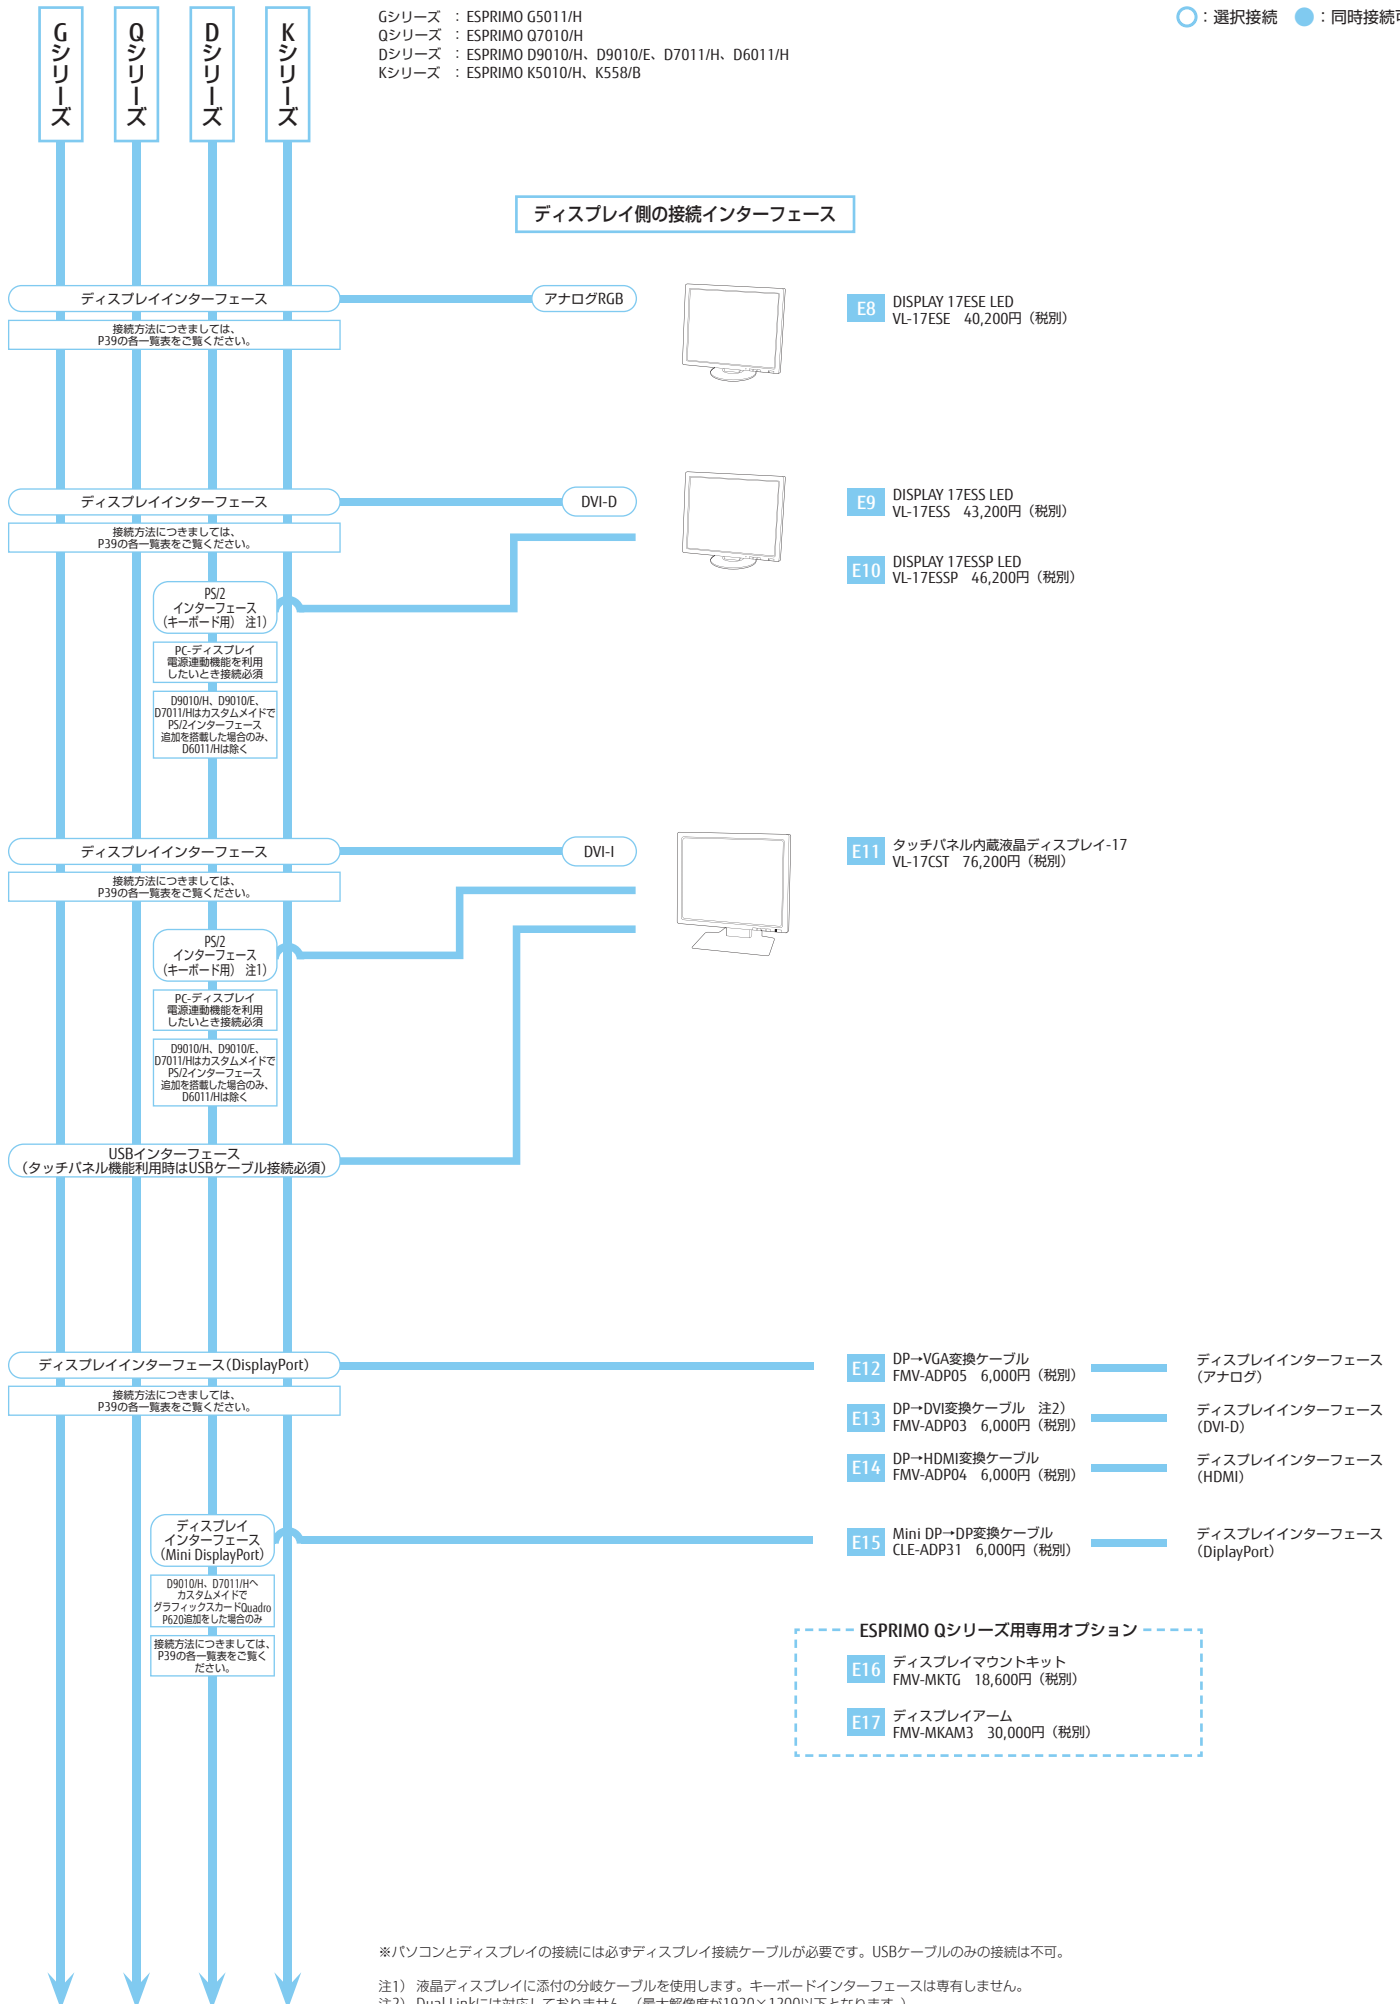 Gシリーズ
Qシリーズ
Dシリーズ
Kシリーズ
Gシリーズ ：ESPRIMO G5011/H
Qシリーズ ：ESPRIMO Q7010/H
Dシリーズ ：ESPRIMO D9010/H、D9010/E、D7011/H、D6011/H
Kシリーズ ：ESPRIMO K5010/H、K558/B
：選択接続 ：同時接続
ディスプレイ側の接続インターフェース
ディスプレイインターフェース
アナログRGB
接続方法につきましては、
P39の各一覧表をご覧ください。
E8 DISPLAY 17ESE LED
VL-17ESE 40,200円（税別）
ディスプレイインターフェース
DVI-D
接続方法につきましては、
P39の各一覧表をご覧ください。
E9 DISPLAY 17ESS LED
VL-17ESS 43,200円（税別）
E10 DISPLAY 17ESSP LED
VL-17ESSP 46,200円（税別）
PS/2
インターフェース
（キーボード用） 注1）
PC-ディスプレイ
電源連動機能を利用
したいとき接続必須
D9010/H、D9010/E、
D7011/Hはカスタムメイドで
PS/2インターフェース
追加を搭載した場合のみ、
D6011/Hは除く
ディスプレイインターフェース
DVI-I
接続方法につきましては、
P39の各一覧表をご覧ください。
E11 タッチパネル内蔵液晶ディスプレイ-17
VL-17CST 76,200円（税別）
PS/2
インターフェース
（キーボード用） 注1）
PC-ディスプレイ
電源連動機能を利用
したいとき接続必須
D9010/H、D9010/E、
D7011/Hはカスタムメイドで
PS/2インターフェース
追加を搭載した場合のみ、
D6011/Hは除く
USBインターフェース
（タッチパネル機能利用時はUSBケーブル接続必須）
ディスプレイインターフェース（DisplayPort）
接続方法につきましては、
P39の各一覧表をご覧ください。
E12 DP→VGA変換ケーブル
FMV-ADP05 6,000円（税別）
ディスプレイインターフェース
（アナログ）
E13 DP→DVI変換ケーブル 注2）
FMV-ADP03 6,000円（税別）
ディスプレイインターフェース
（DVI-D）
E14 DP→HDMI変換ケーブル
FMV-ADP04 6,000円（税別）
ディスプレイインターフェース
（HDMI）
ディスプレイ
インターフェース
（Mini DisplayPort）
E15 Mini DP→DP変換ケーブル
CLE-ADP31 6,000円（税別）
ディスプレイインターフェース
（DiplayPort）
D9010/H、D7011/Hへ
カスタムメイドで
グラフィックスカードQuadro
P620追加をした場合のみ
接続方法につきましては、
P39の各一覧表をご覧く
ださい。
ESPRIMO Qシリーズ用専用オプション
E16 ディスプレイマウントキット
FMV-MKTG 18,600円（税別）
E17 ディスプレイアーム
FMV-MKAM3 30,000円（税別）
※パソコンとディスプレイの接続には必ずディスプレイ接続ケーブルが必要です。USBケーブルのみの接続は不可。
注1） 液晶ディスプレイに添付の分岐ケーブルを使用します。キーボードインターフェースは専有しません。
注2） Dual Linkには対応しておりません。（最大解像度が1920×1200以下となります。）